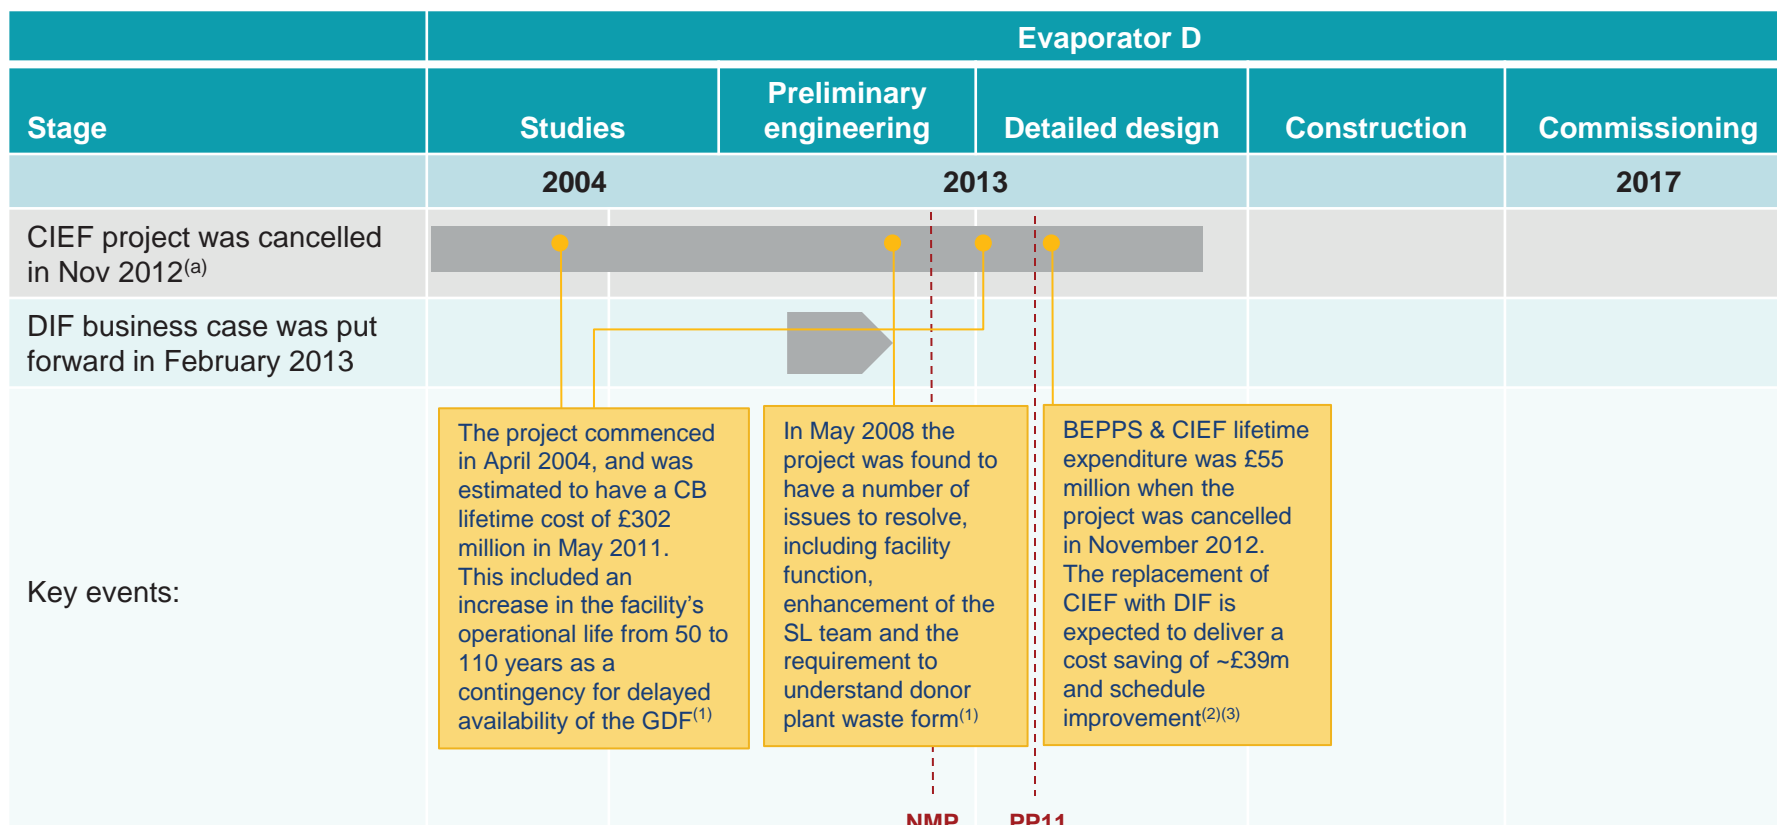 Evaporator D
Stage
Studies
Preliminary
engineering
Detailed design
Construction
Commissioning
2004
2013
2017
CIEF project was cancelled
in Nov 2012(a)
DIF business case was put
forward in February 2013
Key events:
The project commenced
in April 2004, and was
estimated to have a CB
lifetime cost of £302
million in May 2011.
This included an
increase in the facility’s
operational life from 50 to
110 years as a
contingency for delayed
availability of the GDF(1)
In May 2008 the
project was found to
have a number of
issues to resolve,
including facility
function,
enhancement of the
SL team and the
requirement to
understand donor
plant waste form(1)
BEPPS & CIEF lifetime
expenditure was £55
million when the
project was cancelled
in November 2012.
The replacement of
CIEF with DIF is
expected to deliver a
cost saving of ~£39m
and schedule
improvement(2)(3)
NMP
PP11